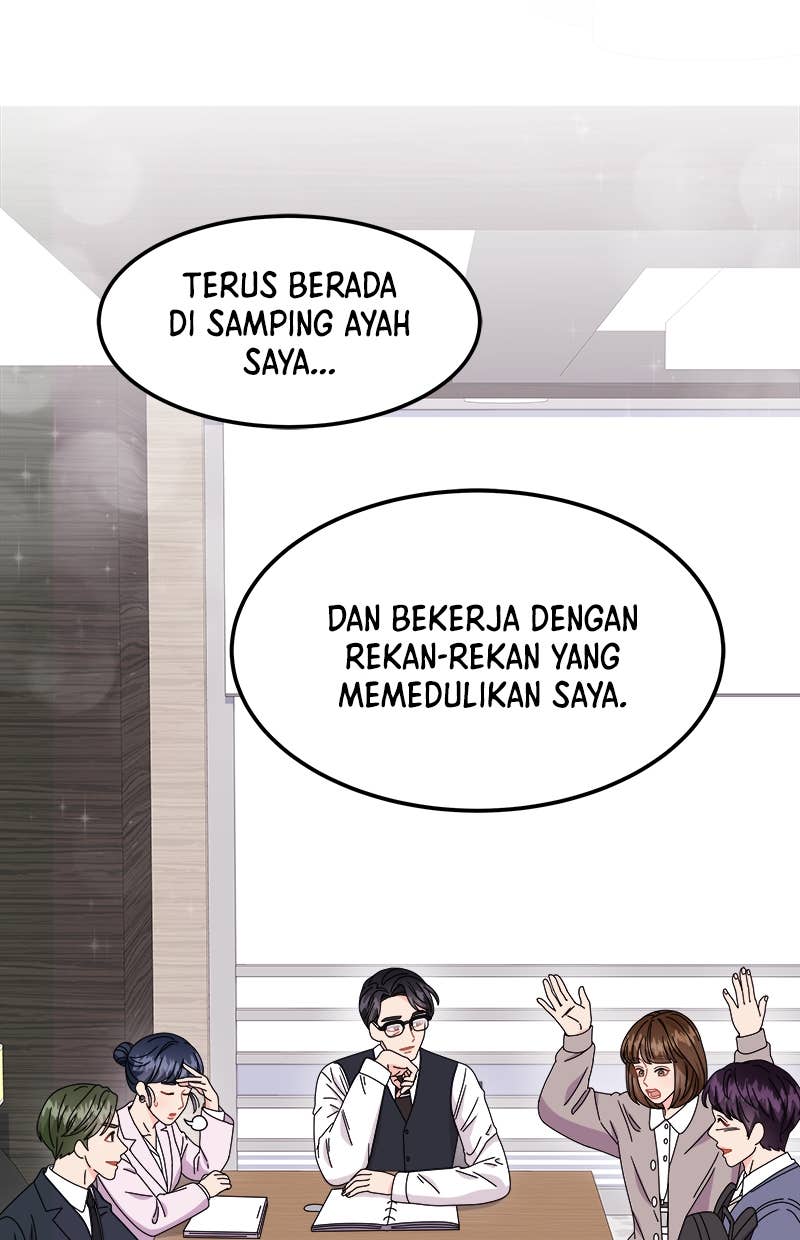 TERUS BERADA
DI SAMPING AYAH
SAYA...
DAN BEKERJA DENGAN
REKAN-REKAN YANG
MEMEDULIKAN SAYA.